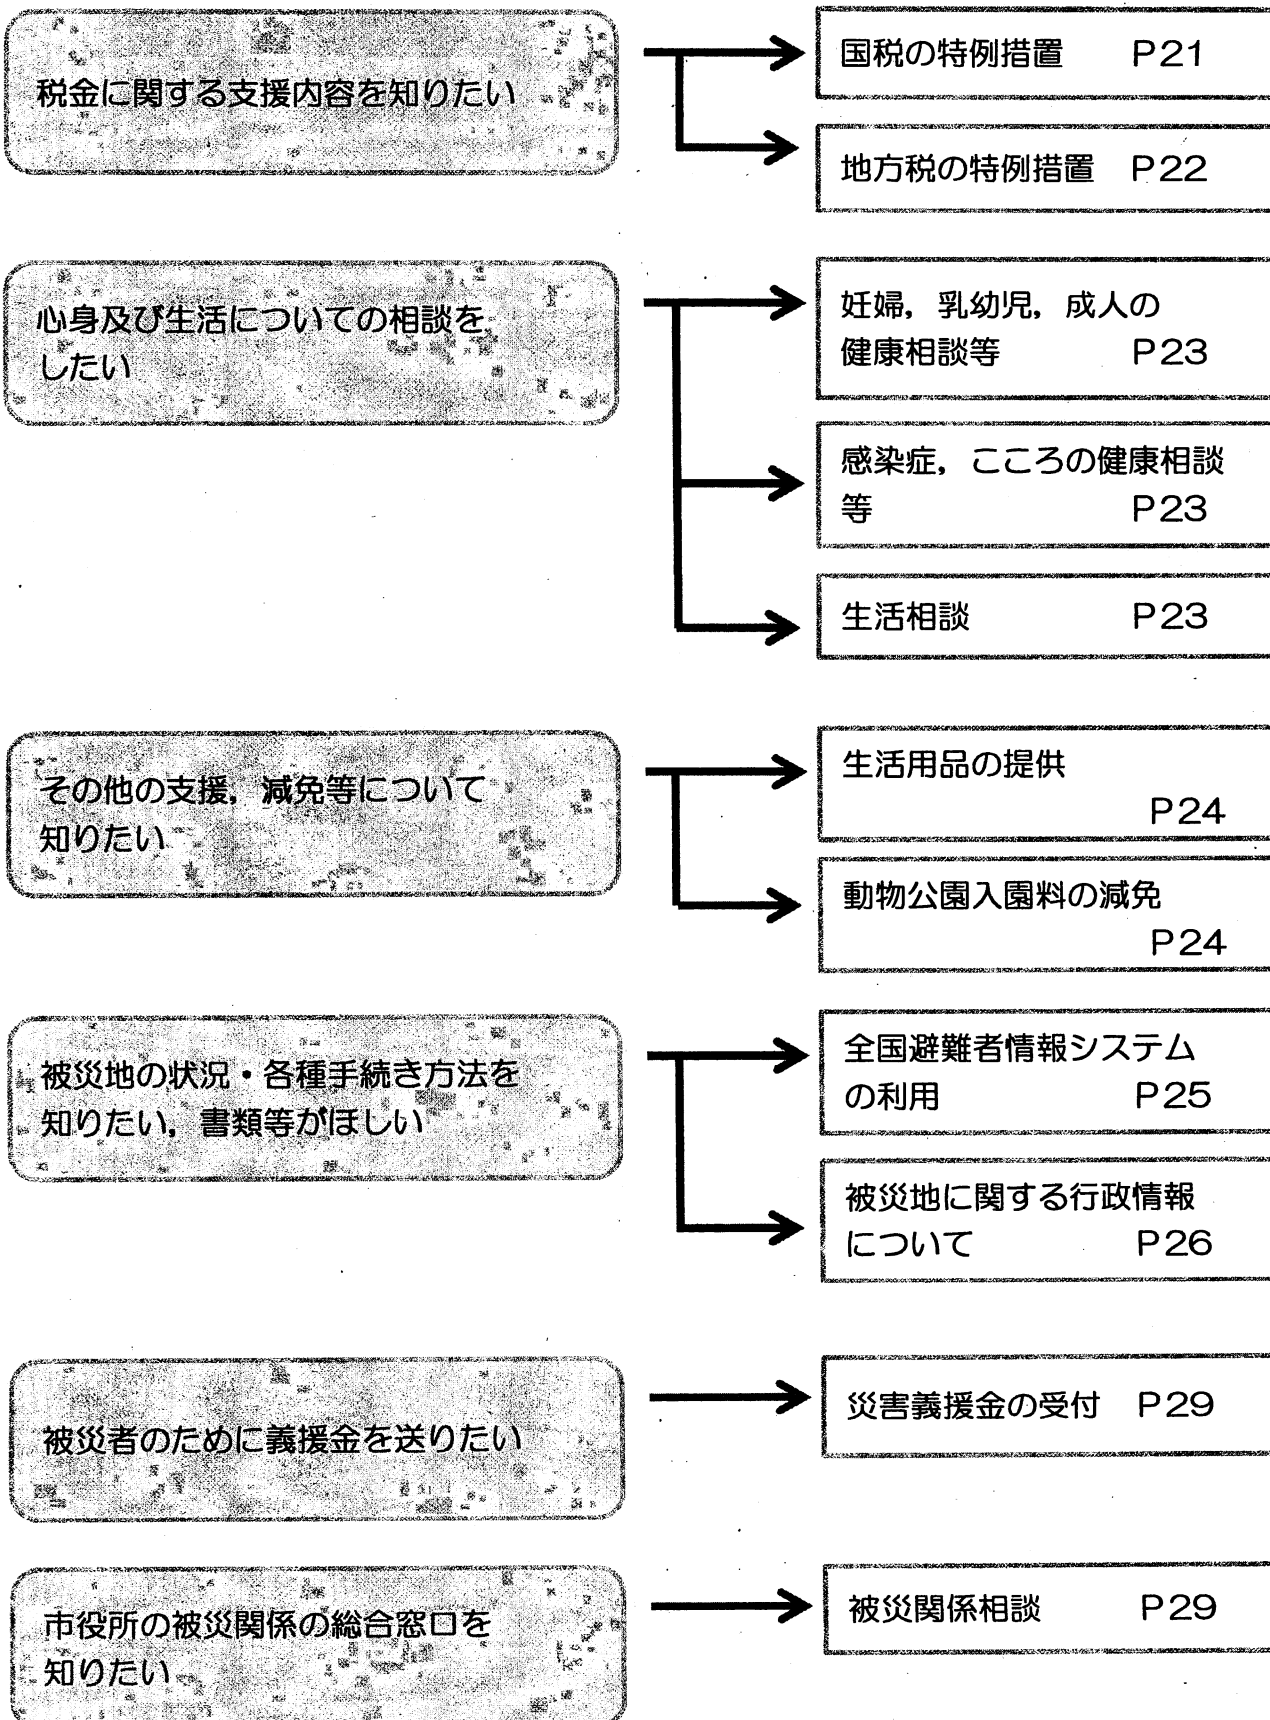 税金に関する支援内容を知りたい
国税の特例措置 P21
地方税の特例措置 P22
心身及び生活についての相談を
したい
妊婦，乳幼児，成人の
健康相談等 P23
感染症，こころの健康相談
等 P23
生活相談 P23
その他の支援，減免等について
知りたい
生活用品の提供
P24
動物公園入園料の減免
P24
被災地の状況・各種手続き方法を
知りたい，書類等がほしい
全国避難者情報システム
の利用 P25
被災地に関する行政情報
について P26
被災者のために義援金を送りたい
災害義援金の受付 P29
市役所の被災関係の総合窓口を
知りたい
被災関係相談 P29